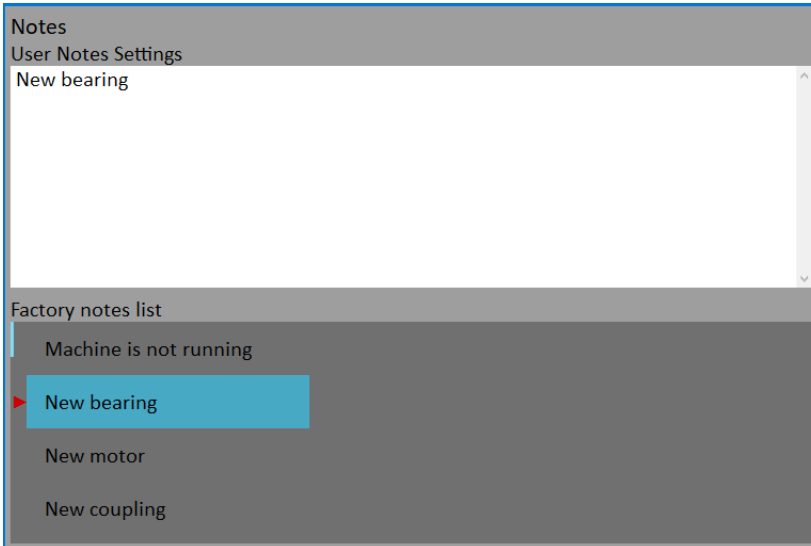 Notes
User Notes Settings
New bearing
Factory notes list
Machine is not running
New bearing
New motor
New coupling